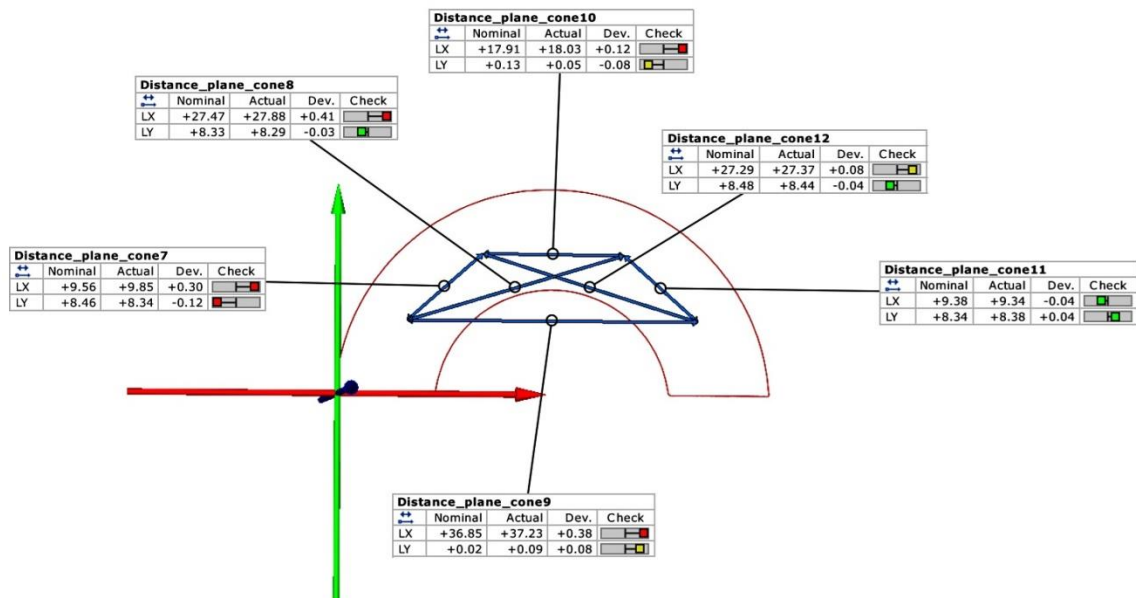 Distance_plane_cone10
Nominal Actual Dev. Check
LX +17.91 +18.03 +0.12
LY +0.13 +0.05 -0.08
Distance_plane_cone8
Nominal Actual Dev. Check
LX +27.47 +27.88 +0.41
LY +8.33 +8.29 -0.03
Distance_plane_cone12
Nominal Actual Dev. Check
LX +27.29 +27.37 +0.08
LY +8.48 +8.44 -0.04
Distance_plane_cone7
Nominal Actual Dev. Check
LX +9.56 +9.85 +0.30
LY +8.46 +8.34 -0.12
Distance_plane_cone11
Nominal Actual Dev. Check
LX +9.38 +9.34 -0.04
LY +8.34 +8.38 +0.04
Distance_plane_cone9
Nominal Actual Dev. Check
LX +36.85 +37.23 +0.38
LY +0.02 +0.09 +0.08